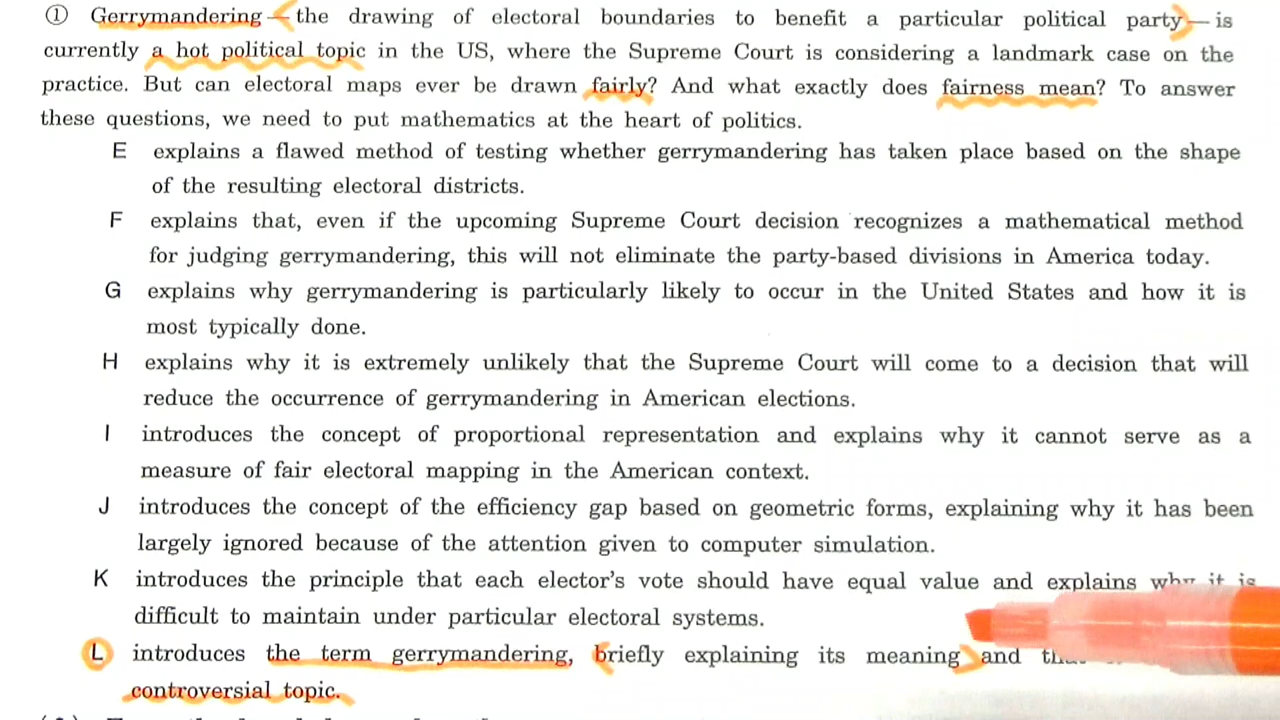 ① Gerrymandering — the drawing of electoral boundaries to benefit a particular political party — is
currently a hot political topic in the US, where the Supreme Court is considering a landmark case on the
practice. But can electoral maps ever be drawn fairly? And what exactly does fairness mean? To answer
these questions, we need to put mathematics at the heart of politics.
E explains a flawed method of testing whether gerrymandering has taken place based on the shape
of the resulting electoral districts.
F explains that, even if the upcoming Supreme Court decision recognizes a mathematical method
for judging gerrymandering, this will not eliminate the party-based divisions in America today.
G explains why gerrymandering is particularly likely to occur in the United States and how it is
most typically done.
H explains why it is extremely unlikely that the Supreme Court will come to a decision that will
reduce the occurrence of gerrymandering in American elections.
I introduces the concept of proportional representation and explains why it cannot serve as a
measure of fair electoral mapping in the American context.
J introduces the concept of the efficiency gap based on geometric forms, explaining why it has been
largely ignored because of the attention given to computer simulation.
K introduces the principle that each elector's vote should have equal value and explains why it is
difficult to maintain under particular electoral systems.
L introduces the term gerrymandering, briefly explaining its meaning and
controversial topic.